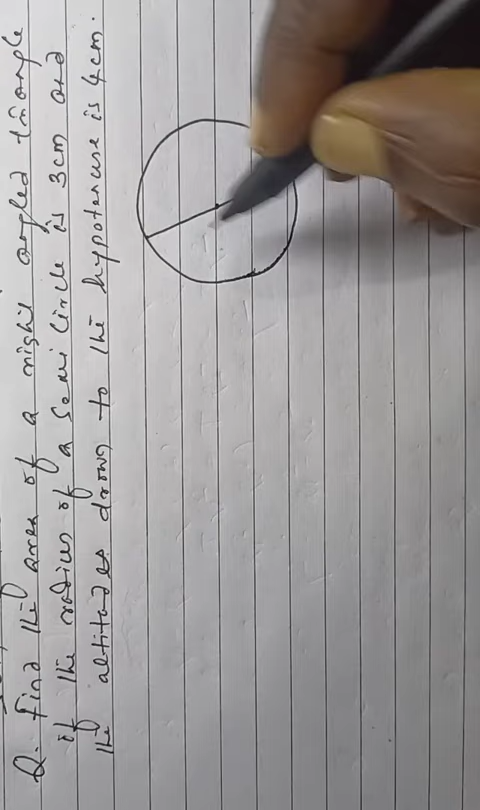 Q. Find the area of a right angled triangle
if the radius of a Semi Circle is 3cm and
the altitudes drawn to the hypotenuse is 4cm.